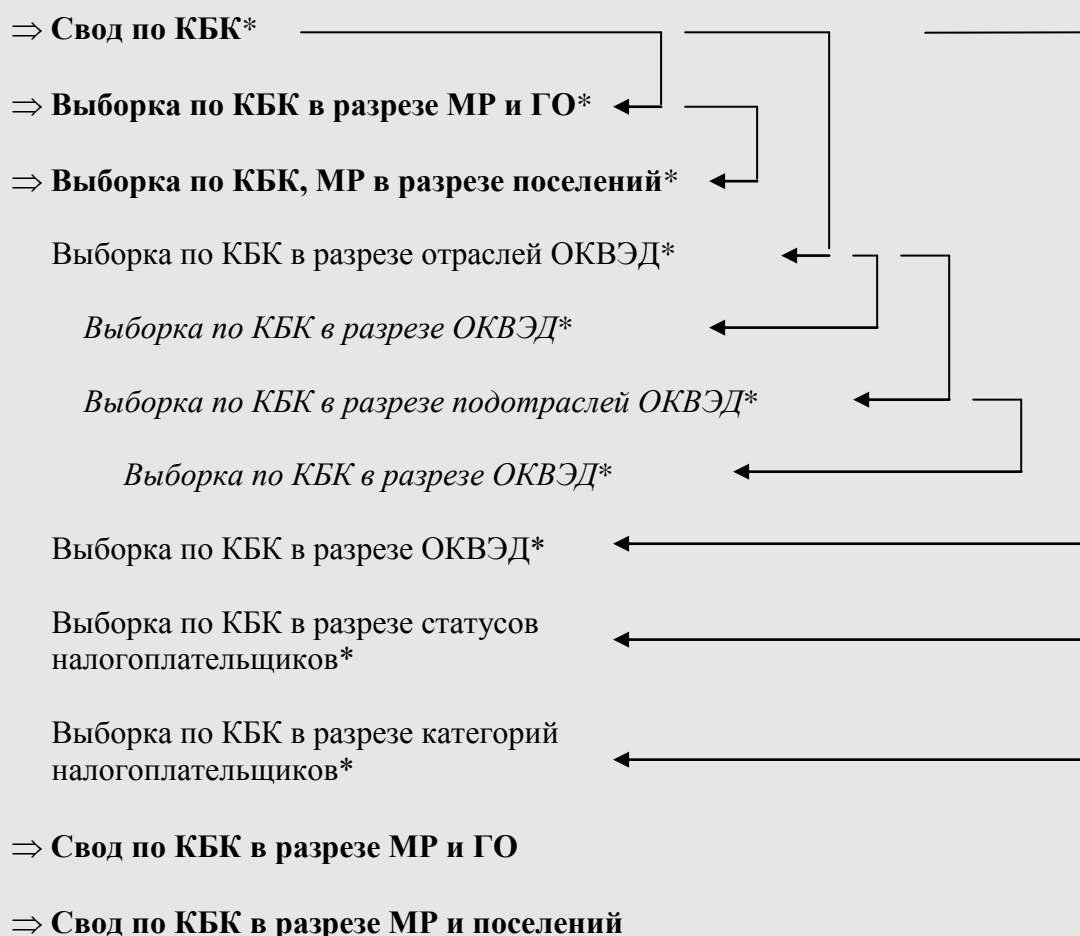 ⇒ Свод по КБК*
⇒ Выборка по КБК в разрезе МР и ГО*
⇒ Выборка по КБК, МР в разрезе поселений*
Выборка по КБК в разрезе отраслей ОКВЭД*
Выборка по КБК в разрезе ОКВЭД*
Выборка по КБК в разрезе подотраслей ОКВЭД*
Выборка по КБК в разрезе ОКВЭД*
Выборка по КБК в разрезе ОКВЭД*
Выборка по КБК в разрезе статусов
налогоплательщиков*
Выборка по КБК в разрезе категорий
налогоплательщиков*
⇒ Свод по КБК в разрезе МР и ГО
⇒ Свод по КБК в разрезе МР и поселений